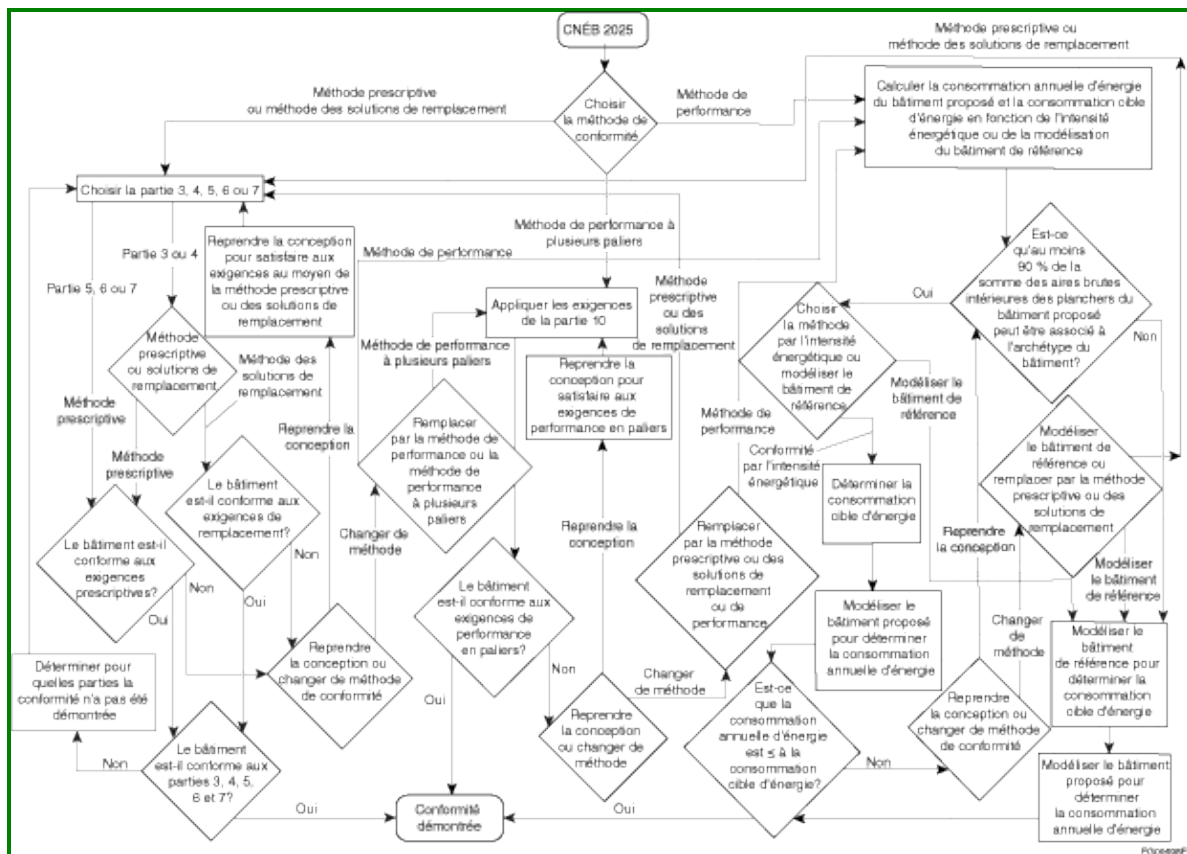 CNÉB 2025
Méthode prescriptive ou
méthode des solutions de remplacement
Méthode prescriptive
ou méthode des solutions de remplacement
Choisir
la méthode de
conformité
Méthode de
performance
Calculer la consommation annuelle d'énergie
du bâtiment proposé et la consommation cible
d'énergie en fonction de l'intensité
énergétique ou de la modélisation
du bâtiment de référence
Choisir la partie 3, 4, 5, 6 ou 7
Partie 3 ou 4
Partie 5, 6 ou 7
Reprendre la conception
pour satisfaire aux
exigences au moyen de
la méthode prescriptive
ou des solutions de
remplacement
Méthode de performance
Méthode de performance à
plusieurs paliers
Méthode
prescriptive
ou des
solutions
de remplacement
Appliquer les exigences
de la partie 10
Est-ce
qu'au moins
90 % de la
somme des aires brutes
intérieures des planchers du
bâtiment proposé
peut être associé à
l'archétype du
bâtiment?
Oui
Non
Choisir
la méthode
par l'intensité
énergétique ou
modéliser le
bâtiment de
référence
Modéliser le
bâtiment de
référence
Méthode
prescriptive
ou solutions de
remplacement
Méthode des
solutions de
remplacement
Méthode
prescriptive
Méthode
prescriptive
Méthode de performance
à plusieurs paliers
Reprendre la
conception pour
satisfaire aux
exigences de
performance en paliers
Remplacer
par la méthode de
performance ou la
méthode de
performance
à plusieurs
paliers
Reprendre la
conception
Méthode de
performance
Conformité
par l'intensité
énergétique
Déterminer la
consommation
cible d'énergie
Modéliser
le bâtiment de
référence ou
remplacer par la méthode
prescriptive ou des
solutions de
remplacement
Le bâtiment
est-il conforme aux
exigences de
remplacement?
Le bâtiment est-il
conforme aux
exigences
prescriptives?
Non
Non
Oui
Oui
Changer de
méthode
Reprendre la
conception
Remplacer
par la méthode
prescriptive ou des
solutions de
remplacement
ou de
performance
Reprendre
la conception
Modéliser
le bâtiment
de référence
Le bâtiment
est-il conforme aux
exigences de
performance
en paliers?
Oui
Non
Modéliser le
bâtiment proposé
pour déterminer
la consommation
annuelle d'énergie
Changer
de méthode
Modéliser le
bâtiment
de référence pour
déterminer la
consommation
cible d'énergie
Déterminer pour
quelles parties la
conformité n'a pas été
démontrée
Reprendre
la conception ou
changer de méthode
de conformité
Changer
de méthode
Reprendre
la conception
ou changer de
méthode
Est-ce
que la
consommation
annuelle d'énergie
est ≤ à la
consommation
cible d'énergie?
Non
Reprendre
la conception ou
changer de méthode
de conformité
Le bâtiment
est-il conforme aux
parties 3, 4, 5,
6 et 7?
Non
Oui
Conformité
démontrée
Oui
Modéliser le bâtiment
proposé pour
déterminer
la consommation
annuelle d'énergie